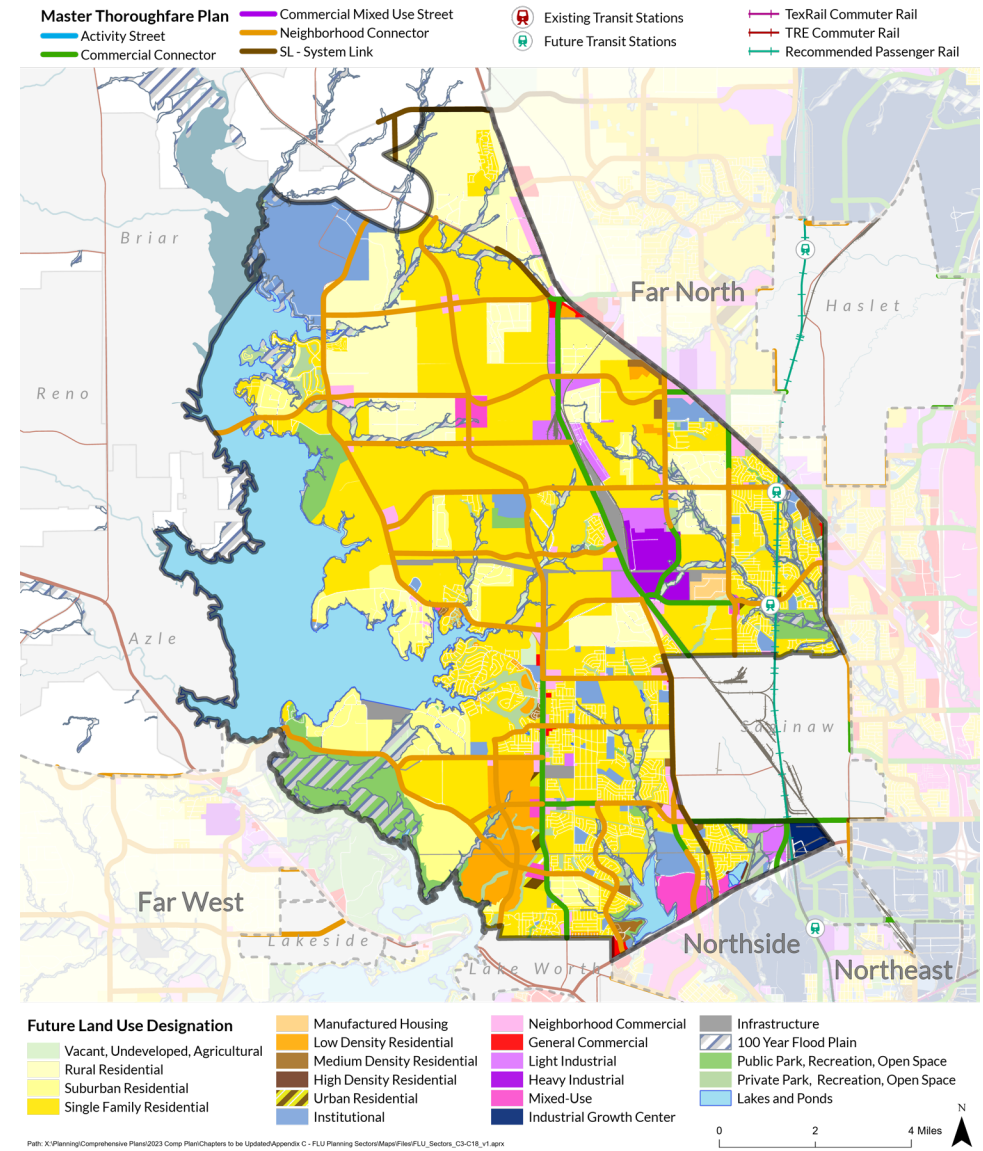 Master Thoroughfare Plan
Activity Street
Commercial Connector
Commercial Mixed Use Street
Neighborhood Connector
SL - System Link
Existing Transit Stations
Future Transit Stations
TexRail Commuter Rail
TRE Commuter Rail
Recommended Passenger Rail
Briar
Far North
Haslet
Reno
Azle
Saginaw
Far West
Lakeside
Northside
Lake Worth
Northeast
Future Land Use Designation
Vacant, Undeveloped, Agricultural
Rural Residential
Suburban Residential
Single Family Residential
Manufactured Housing
Low Density Residential
Medium Density Residential
High Density Residential
Urban Residential
Institutional
Neighborhood Commercial
General Commercial
Light Industrial
Heavy Industrial
Mixed-Use
Industrial Growth Center
Infrastructure
100 Year Flood Plain
Public Park, Recreation, Open Space
Private Park, Recreation, Open Space
Lakes and Ponds
N
0 2 4 Miles
Path: X:\Planning\Comprehensive Plans\2023 Comp Plan\Chapters to be Updated\Appendix C - FLU Planning Sectors\Maps\Files\FLU_Sectors_C3-C18_v1.aprx